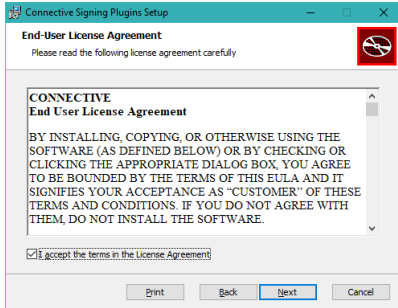 Connective Signing Plugins Setup
End-User License Agreement
Please read the following license agreement carefully
CONNECTIVE
End User License Agreement
BY INSTALLING, COPYING, OR OTHERWISE USING THE
SOFTWARE (AS DEFINED BELOW) OR BY CHECKING OR
CLICKING THE APPROPRIATE DIALOG BOX, YOU AGREE
TO BE BOUNDED BY THE TERMS OF THIS EULA AND IT
SIGNIFIES YOUR ACCEPTANCE AS “CUSTOMER” OF THESE
TERMS AND CONDITIONS. IF YOU DO NOT AGREE WITH
THEM, DO NOT INSTALL THE SOFTWARE.
I accept the terms in the License Agreement
Print Back Next Cancel